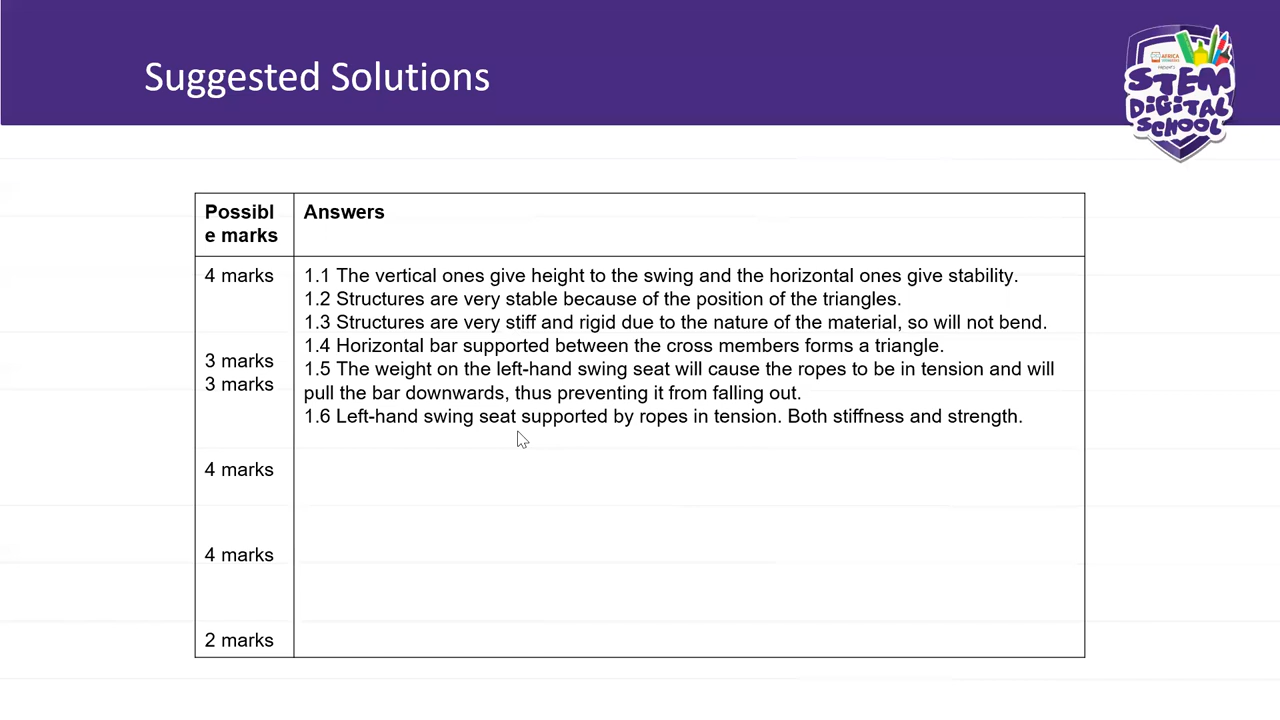 Suggested Solutions
AFRICA
PRESENTS
STEM
DIGITAL
SCHOOL
Possibl
e marks
Answers
4 marks
1.1 The vertical ones give height to the swing and the horizontal ones give stability.
1.2 Structures are very stable because of the position of the triangles.
1.3 Structures are very stiff and rigid due to the nature of the material, so will not bend.
1.4 Horizontal bar supported between the cross members forms a triangle.
3 marks
1.5 The weight on the left-hand swing seat will cause the ropes to be in tension and will
3 marks
pull the bar downwards, thus preventing it from falling out.
1.6 Left-hand swing seat supported by ropes in tension. Both stiffness and strength.
4 marks
4 marks
2 marks